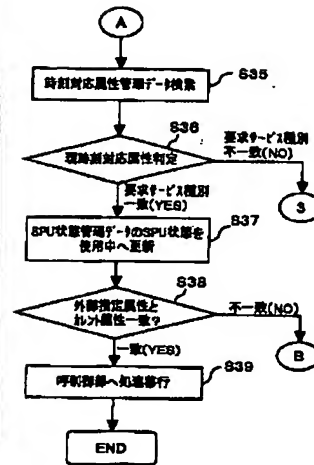 A
時刻対応属性管理データ検索
S35
S36
現時刻対応属性判定
要求サービス種別
不一致(NO)
3
要求サービス種別
一致(YES)
S37
SPU状態管理データのSPU状態を
使用中へ更新
S38
外部指定属性と
カレント属性一致?
不一致(NO)
B
一致(YES)
S39
呼制御部へ処理移行
END